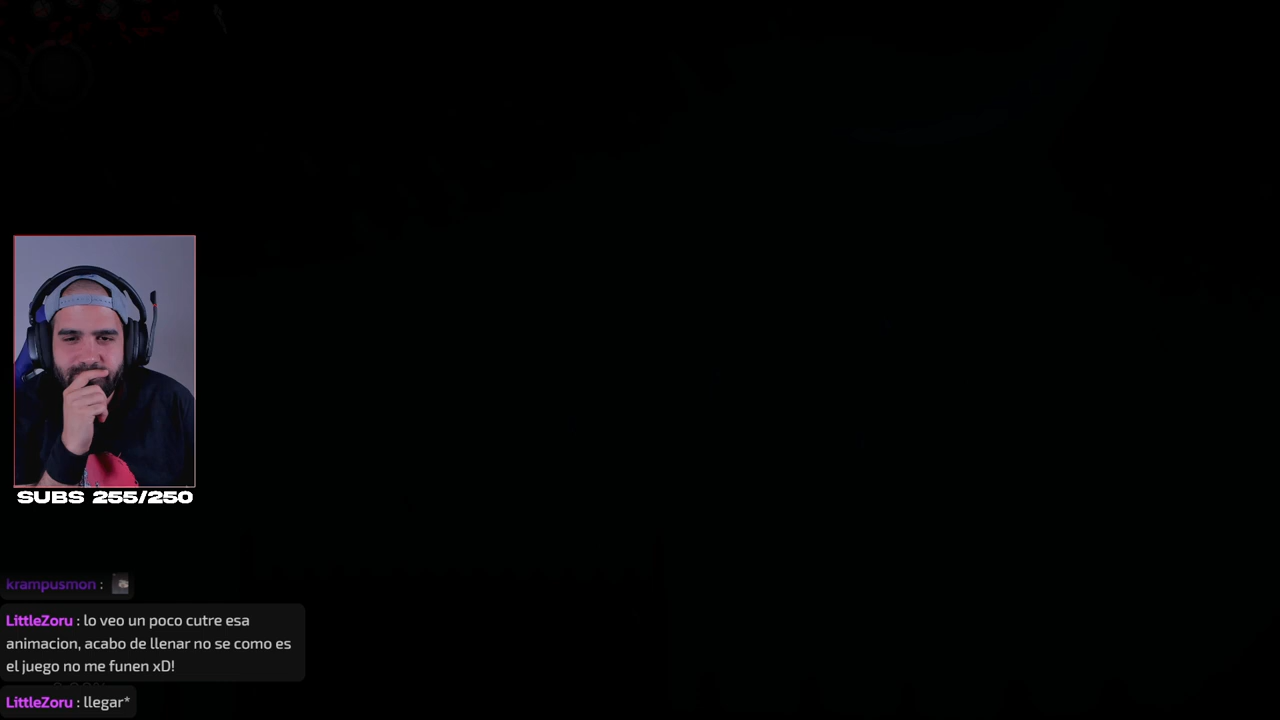 SUBS 255/250
krampusmon :
LittleZoru : lo veo un poco cutre esa
animacion, acabo de llenar no se como es
el juego no me funen xD!
LittleZoru : llegar*